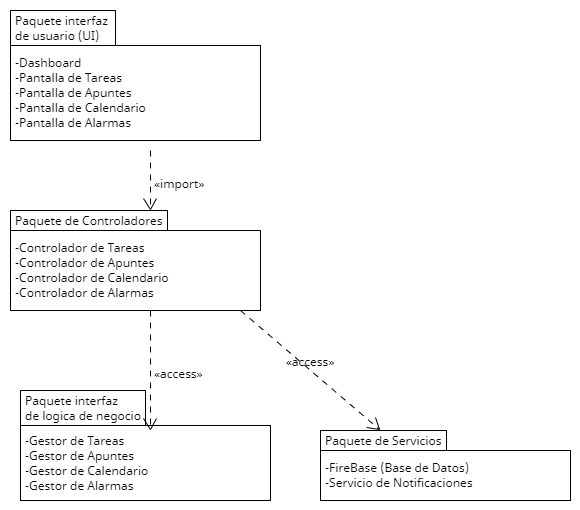 Paquete interfaz
de usuario (UI)
-Dashboard
-Pantalla de Tareas
-Pantalla de Apuntes
-Pantalla de Calendario
-Pantalla de Alarmas
«import»
Paquete de Controladores
-Controlador de Tareas
-Controlador de Apuntes
-Controlador de Calendario
-Controlador de Alarmas
«access»
«access»
Paquete interfaz
de logica de negocio
-Gestor de Tareas
-Gestor de Apuntes
-Gestor de Calendario
-Gestor de Alarmas
Paquete de Servicios
-FireBase (Base de Datos)
-Servicio de Notificaciones